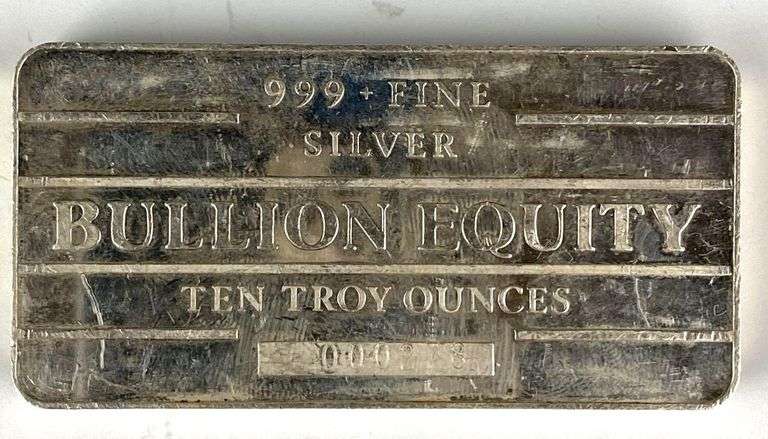 999+ FINE
SILVER
BULLION EQUITY
TEN TROY OUNCES